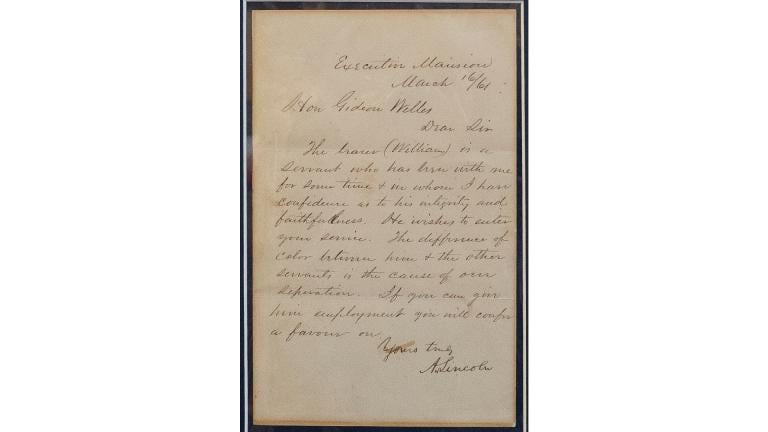 Executive Mansion
March 16/61
Hon Gideon Welles
Dear Sir
The bearer (William) is a
servant who has been with me
for some time & in whom I have
confidence as to his integrity and
faithfulness. He wishes to enter
your service. The difference of
color between him & the other
servants is the cause of our
seperation. If you can give
him employment you will confer
a favour on
Yours truly
A. Lincoln